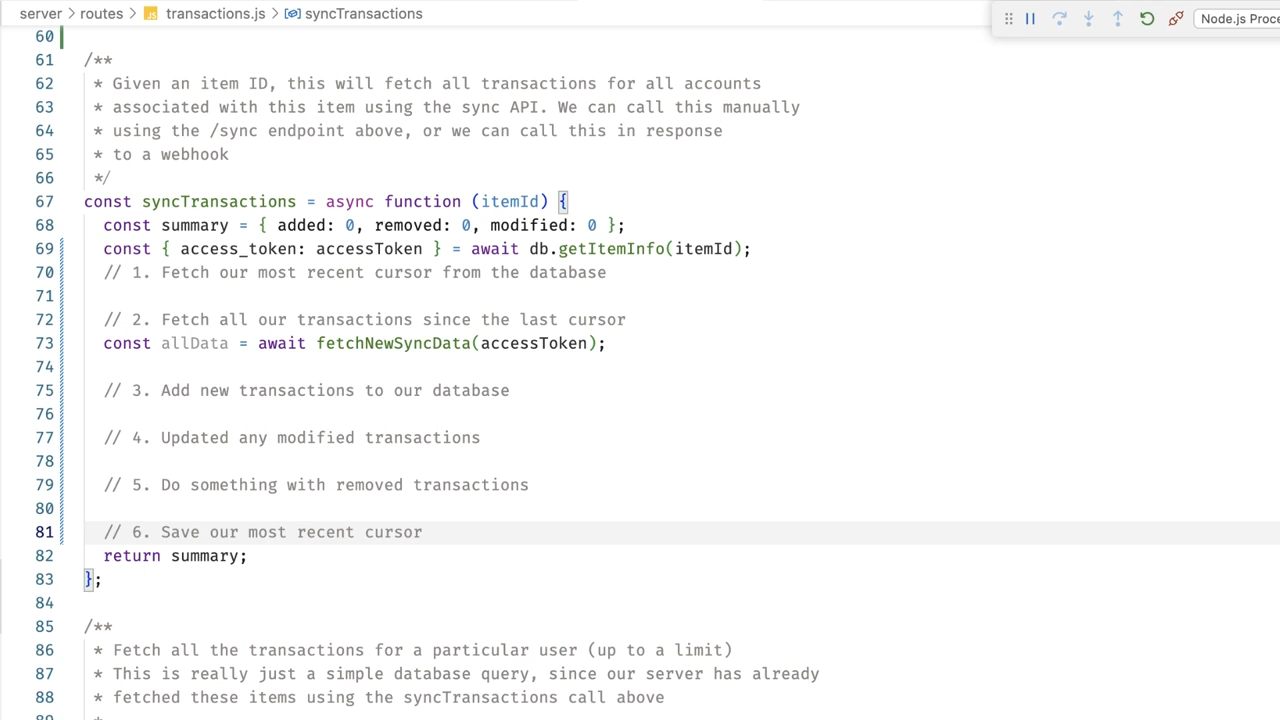 server > routes > JS transactions.js > syncTransactions
Node.js Proce
60
61 /**
62 * Given an item ID, this will fetch all transactions for all accounts
63 * associated with this item using the sync API. We can call this manually
64 * using the /sync endpoint above, or we can call this in response
65 * to a webhook
66 */
67 const syncTransactions = async function (itemId) {
68 const summary = { added: 0, removed: 0, modified: 0 };
69 const { access_token: accessToken } = await db.getItemInfo(itemId);
70 // 1. Fetch our most recent cursor from the database
71
72 // 2. Fetch all our transactions since the last cursor
73 const allData = await fetchNewSyncData(accessToken);
74
75 // 3. Add new transactions to our database
76
77 // 4. Updated any modified transactions
78
79 // 5. Do something with removed transactions
80
81 // 6. Save our most recent cursor
82 return summary;
83 };
84
85 /**
86 * Fetch all the transactions for a particular user (up to a limit)
87 * This is really just a simple database query, since our server has already
88 * fetched these items using the syncTransactions call above
89 *